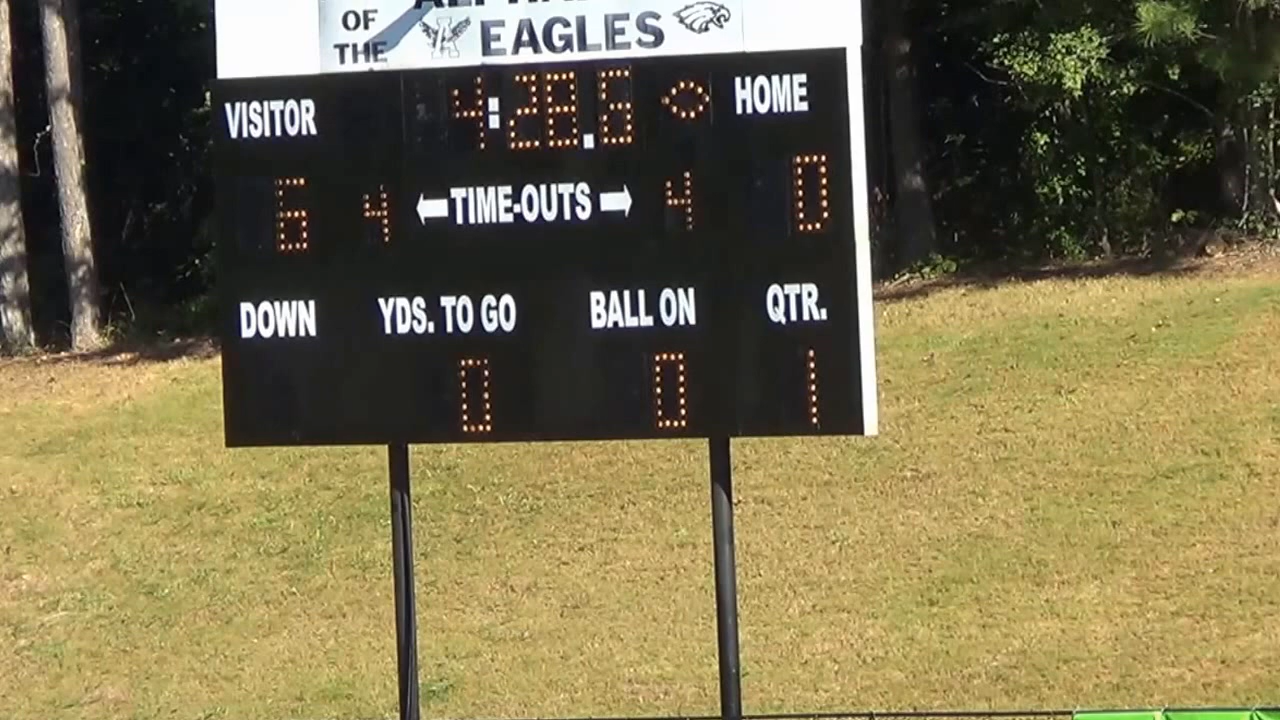 OF
THE
EAGLES
VISITOR 4:28.6 HOME
6 4 TIME-OUTS 4 0
DOWN YDS. TO GO BALL ON QTR.
0 0 1